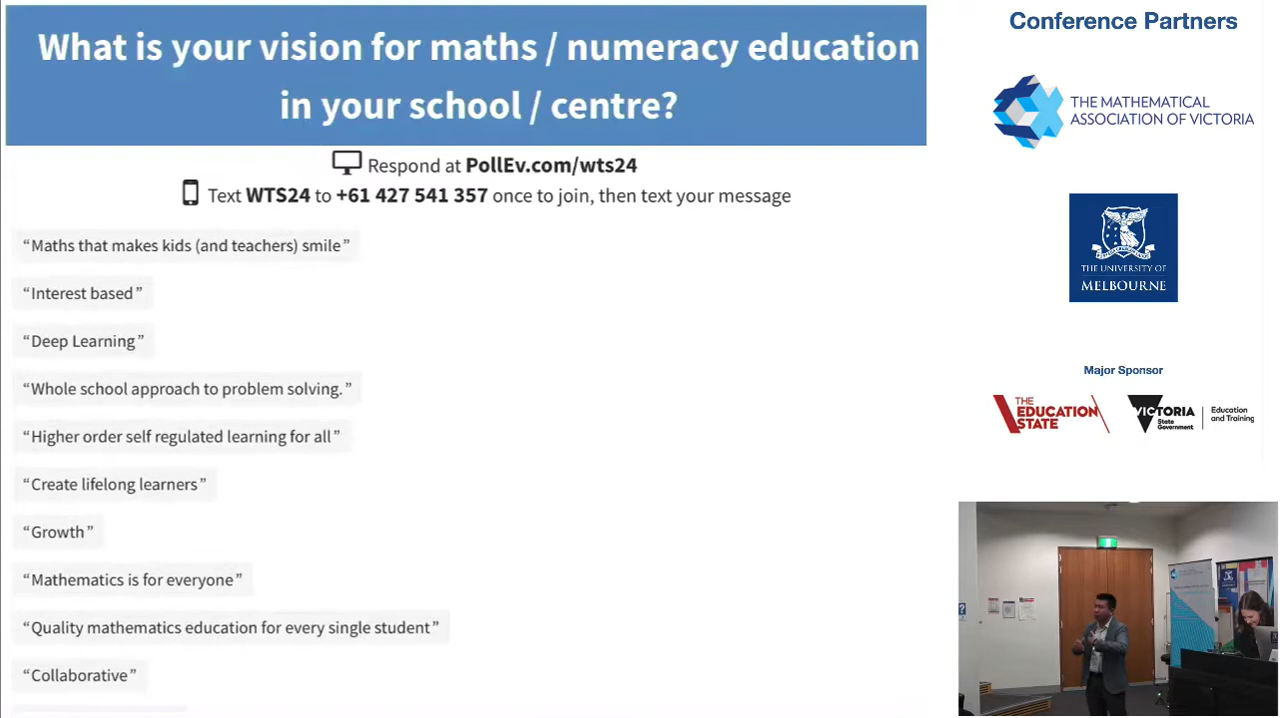 What is your vision for maths / numeracy education
in your school / centre?
Respond at PollEv.com/wts24
Text WTS24 to +61 427 541 357 once to join, then text your message
“Maths that makes kids (and teachers) smile”
“Interest based”
“Deep Learning”
“Whole school approach to problem solving.”
“Higher order self regulated learning for all”
“Create lifelong learners”
“Growth”
“Mathematics is for everyone”
“Quality mathematics education for every single student”
“Collaborative”
Conference Partners
THE MATHEMATICAL
ASSOCIATION OF VICTORIA
THE UNIVERSITY OF
MELBOURNE
Major Sponsor
THE
EDUCATION
STATE
VICTORIA
State
Government
Education
and Training